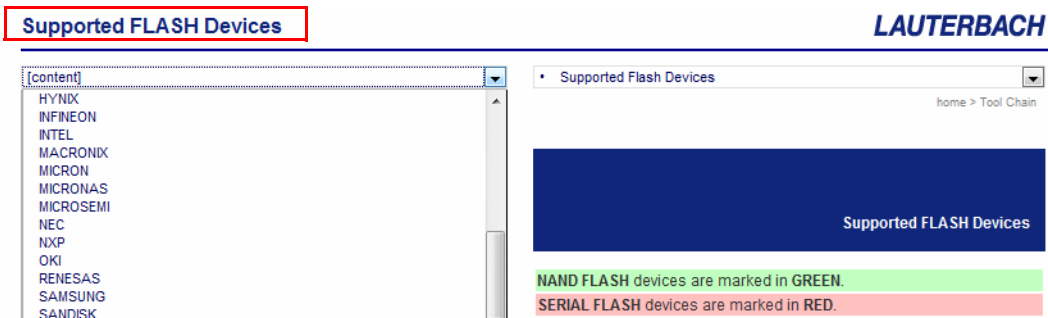 Supported FLASH Devices
LAUTERBACH
[content]
HYNIX
INFINEON
INTEL
MACRONIX
MICRON
MICRONAS
MICROSEMI
NEC
NXP
OKI
RENESAS
SAMSUNG
SANDISK
• Supported Flash Devices
home > Tool Chain
Supported FLASH Devices
NAND FLASH devices are marked in GREEN.
SERIAL FLASH devices are marked in RED.